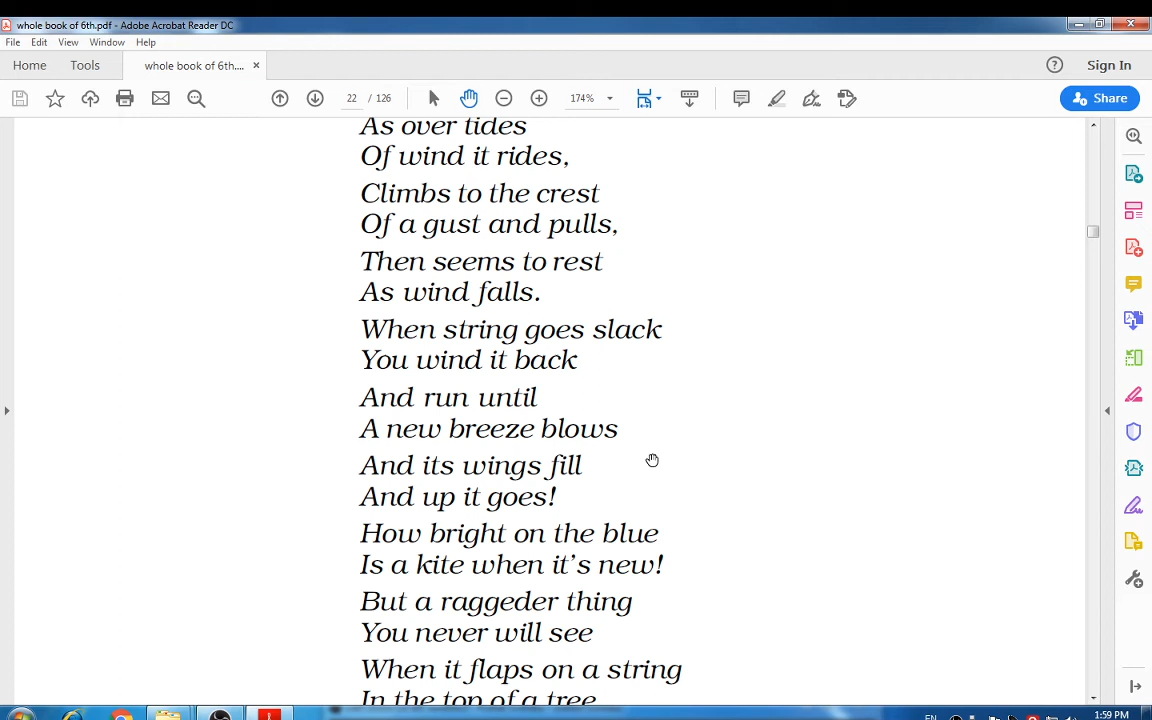 whole book of 6th.pdf - Adobe Acrobat Reader DC
File Edit View Window Help
Home Tools whole book of 6th.... × Sign In
22 / 126 174% Share
As over tides
Of wind it rides,
Climbs to the crest
Of a gust and pulls,
Then seems to rest
As wind falls.
When string goes slack
You wind it back
And run until
A new breeze blows
And its wings fill
And up it goes!
How bright on the blue
Is a kite when it's new!
But a raggeder thing
You never will see
When it flaps on a string
In the top of a tree
EN 1:59 PM